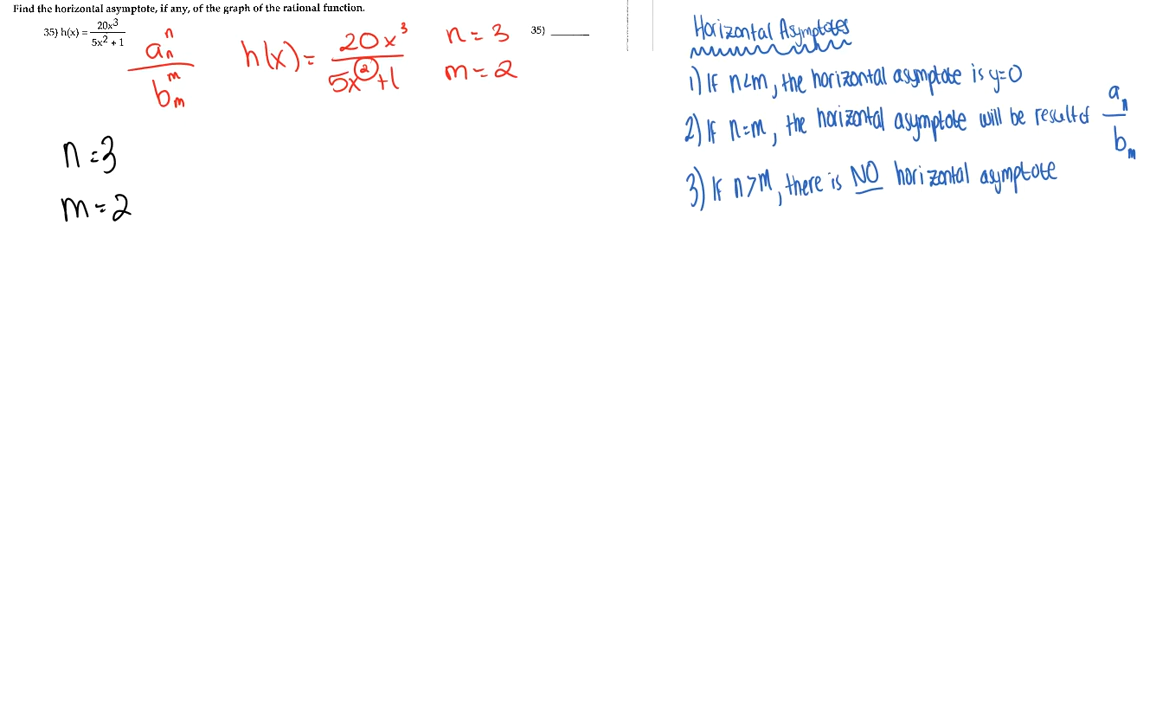 Find the horizontal asymptote, if any, of the graph of the rational function.
35) h(x) = 20x^3 / 5x^2 + 1
35) ______
a_n^n / b_m^m
h(x) = 20x^3 / 5x^2 + 1
n = 3
m = 2
n = 3
m = 2
Horizontal Asymptotes
1) If n < m, the horizontal asymptote is y=0
2) If n = m, the horizontal asymptote will be result of a_n / b_m
3) If n > m, there is NO horizontal asymptote